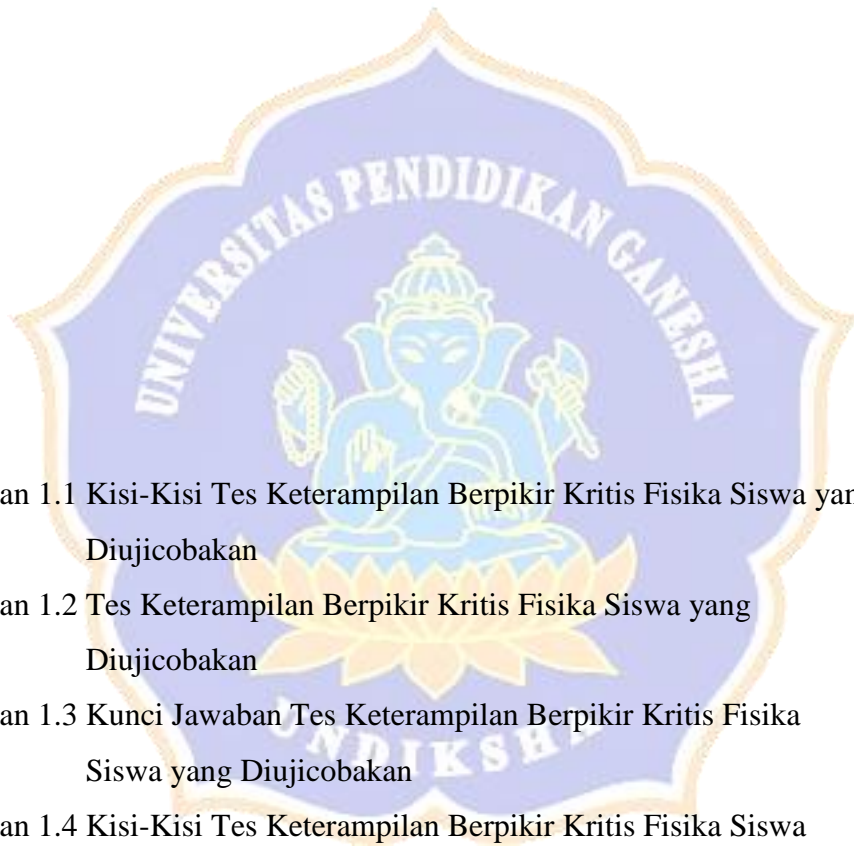 UNIVERSITAS PENDIDIKAN GANESHA
an 1.1 Kisi-Kisi Tes Keterampilan Berpikir Kritis Fisika Siswa yan
Diujicobakan
an 1.2 Tes Keterampilan Berpikir Kritis Fisika Siswa yang
Diujicobakan
an 1.3 Kunci Jawaban Tes Keterampilan Berpikir Kritis Fisika
Siswa yang Diujicobakan
an 1.4 Kisi-Kisi Tes Keterampilan Berpikir Kritis Fisika Siswa
UNDIKSHA